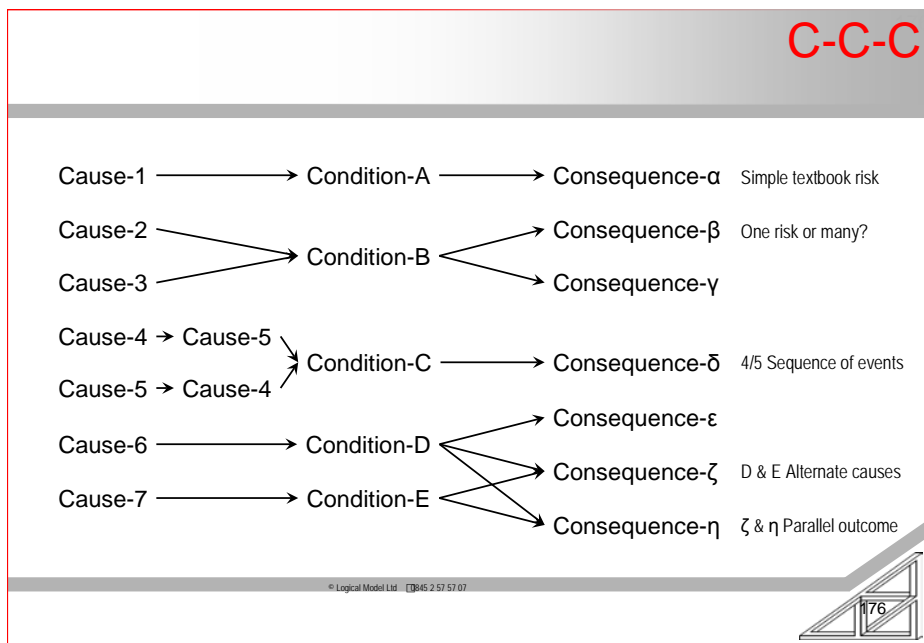 C-C-C
Cause-1 Condition-A Consequence-α Simple textbook risk
Cause-2 Consequence-β One risk or many?
Condition-B
Cause-3 Consequence-γ
Cause-4 Cause-5
Condition-C Consequence-δ 4/5 Sequence of events
Cause-5 Cause-4
Consequence-ε
Cause-6 Condition-D
Consequence-ζ D & E Alternate causes
Cause-7 Condition-E
Consequence-η ζ & η Parallel outcome
© Logical Model Ltd 0845 2 57 57 07
176